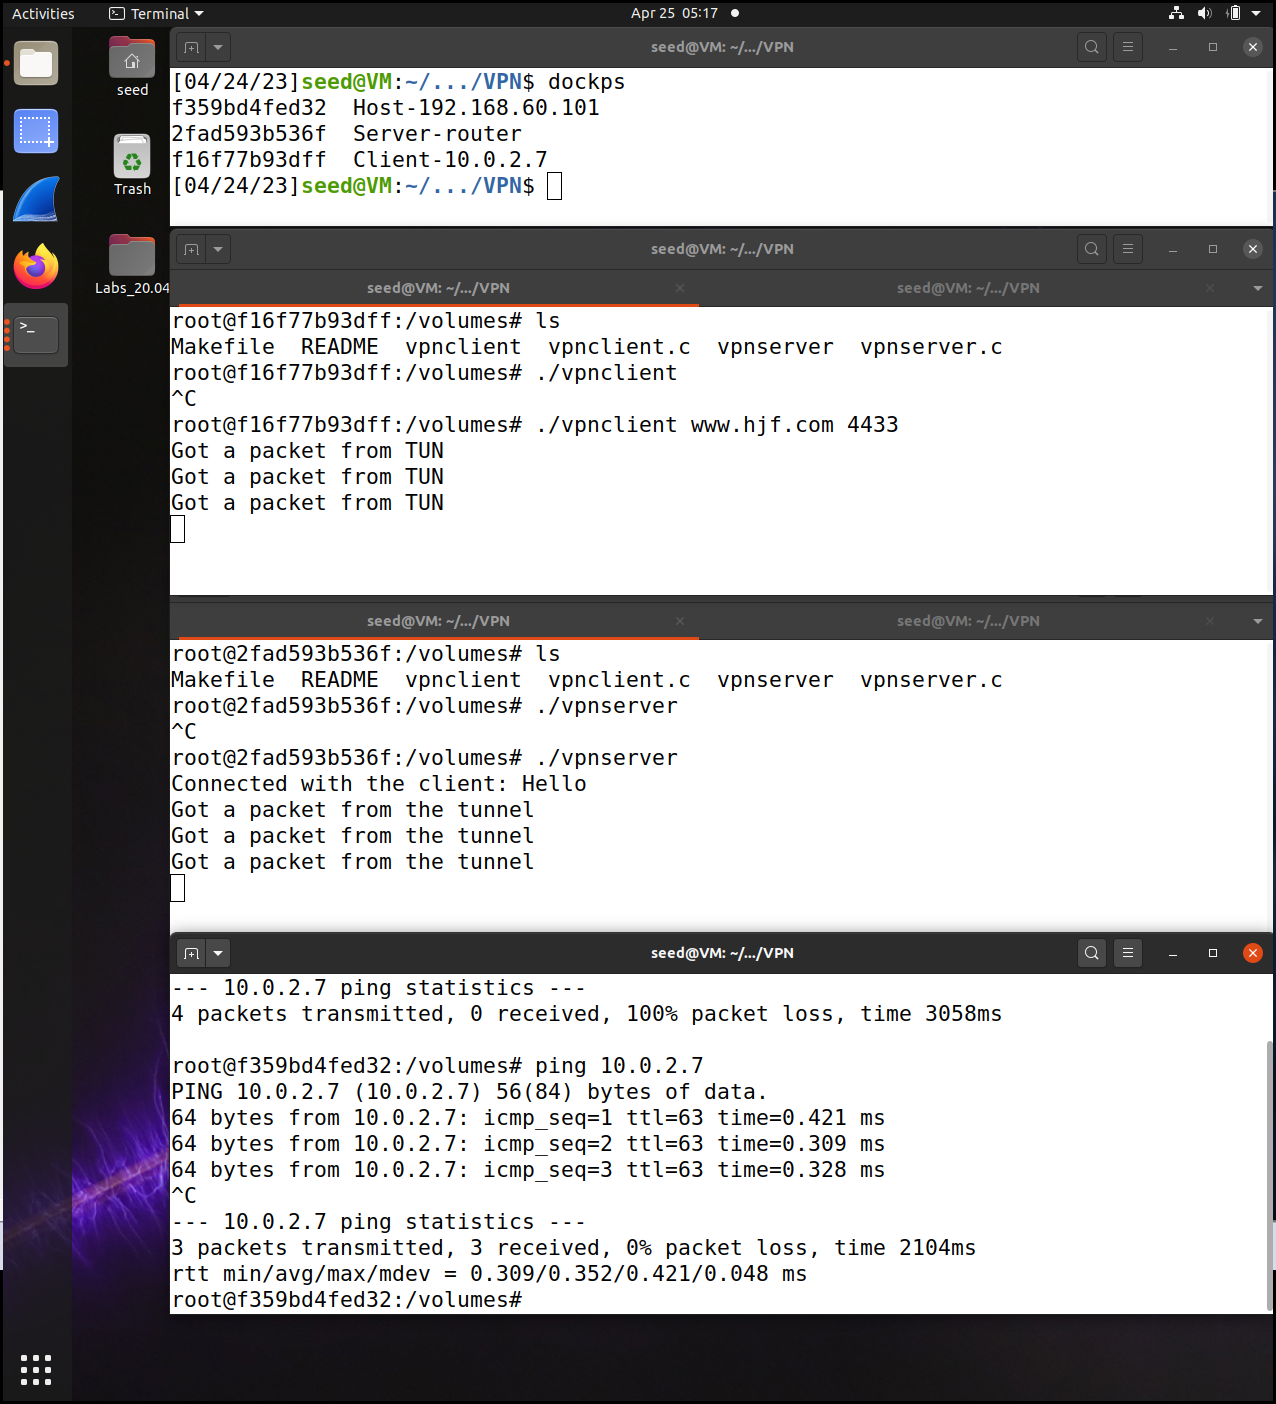 Activities Terminal Apr 25 05:17
seed
Trash
Labs_20.04
seed@VM: ~/.../VPN
[04/24/23]seed@VM:~/.../VPN$ dockps
f359bd4fed32  Host-192.168.60.101
2fad593b536f  Server-router
f16f77b93dff  Client-10.0.2.7
[04/24/23]seed@VM:~/.../VPN$
seed@VM: ~/.../VPN
seed@VM: ~/.../VPN seed@VM: ~/.../VPN
root@f16f77b93dff:/volumes# ls
Makefile  README  vpnclient  vpnclient.c  vpnserver  vpnserver.c
root@f16f77b93dff:/volumes# ./vpnclient
^C
root@f16f77b93dff:/volumes# ./vpnclient www.hjf.com 4433
Got a packet from TUN
Got a packet from TUN
Got a packet from TUN
seed@VM: ~/.../VPN seed@VM: ~/.../VPN
root@2fad593b536f:/volumes# ls
Makefile  README  vpnclient  vpnclient.c  vpnserver  vpnserver.c
root@2fad593b536f:/volumes# ./vpnserver
^C
root@2fad593b536f:/volumes# ./vpnserver
Connected with the client: Hello
Got a packet from the tunnel
Got a packet from the tunnel
Got a packet from the tunnel
seed@VM: ~/.../VPN
--- 10.0.2.7 ping statistics ---
4 packets transmitted, 0 received, 100% packet loss, time 3058ms
root@f359bd4fed32:/volumes# ping 10.0.2.7
PING 10.0.2.7 (10.0.2.7) 56(84) bytes of data.
64 bytes from 10.0.2.7: icmp_seq=1 ttl=63 time=0.421 ms
64 bytes from 10.0.2.7: icmp_seq=2 ttl=63 time=0.309 ms
64 bytes from 10.0.2.7: icmp_seq=3 ttl=63 time=0.328 ms
^C
--- 10.0.2.7 ping statistics ---
3 packets transmitted, 3 received, 0% packet loss, time 2104ms
rtt min/avg/max/mdev = 0.309/0.352/0.421/0.048 ms
root@f359bd4fed32:/volumes#